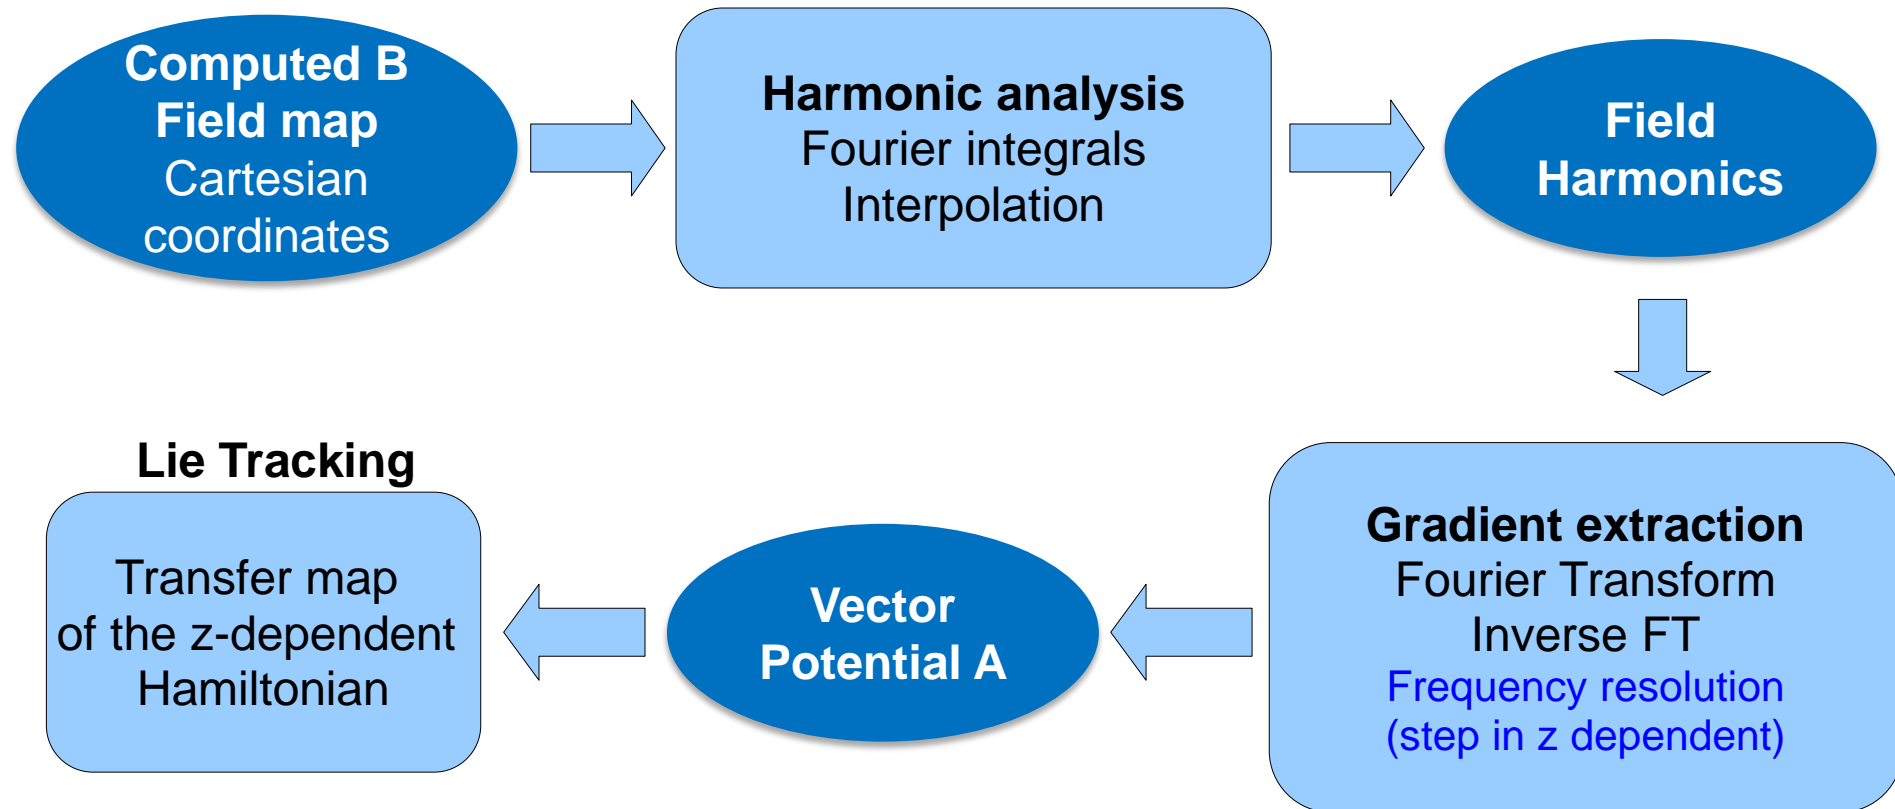 Computed B
Field map
Cartesian
coordinates
Harmonic analysis
Fourier integrals
Interpolation
Field
Harmonics
Gradient extraction
Fourier Transform
Inverse FT
Frequency resolution
(step in z dependent)
Vector
Potential A
Lie Tracking
Transfer map
of the z-dependent
Hamiltonian